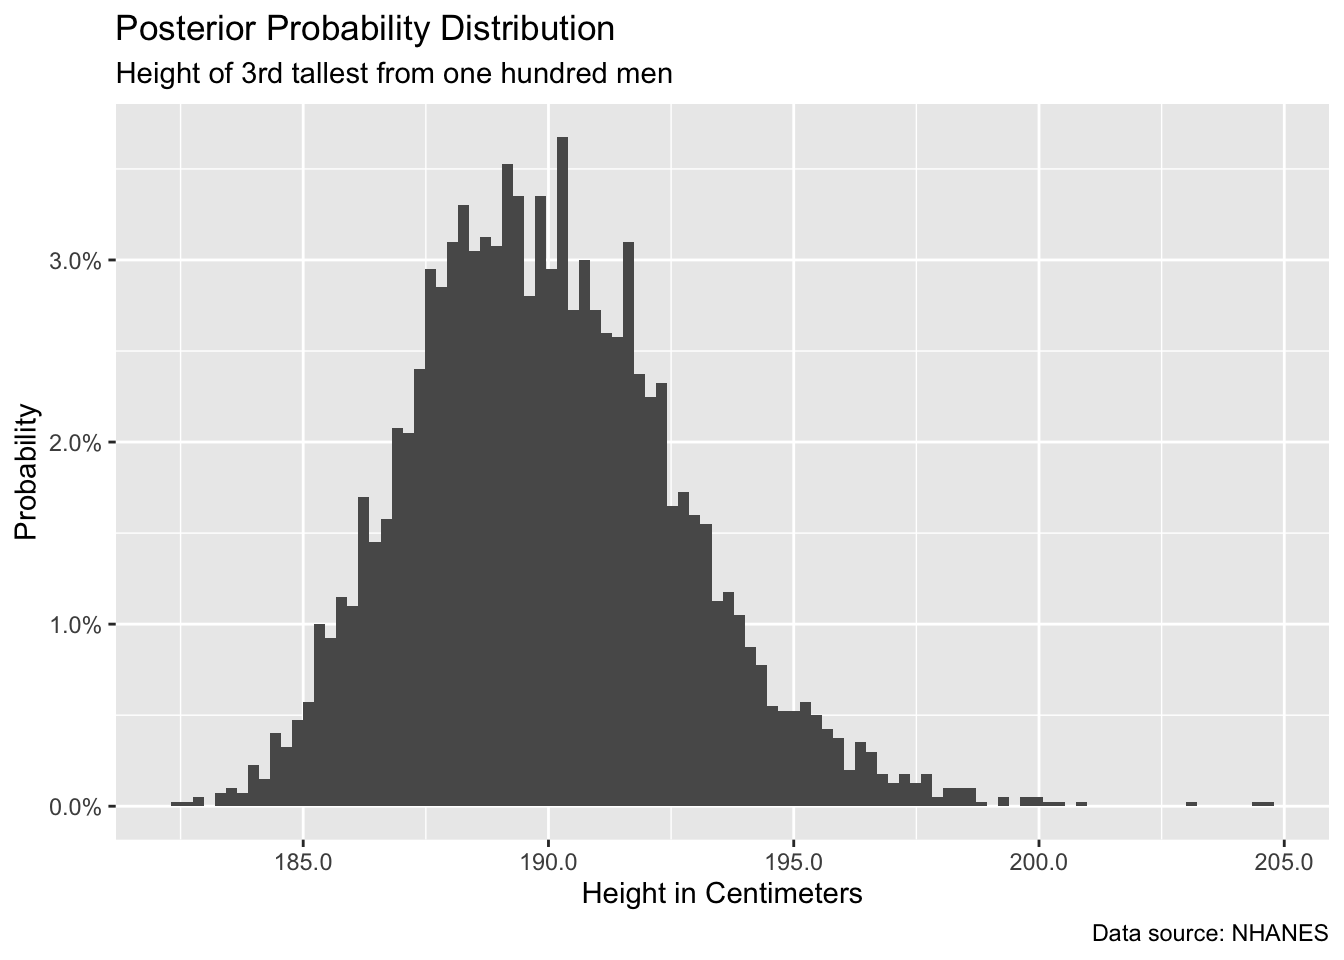 Posterior Probability Distribution
Height of 3rd tallest from one hundred men
Probability
3.0%
2.0%
1.0%
0.0%
185.0 190.0 195.0 200.0 205.0
Height in Centimeters
Data source: NHANES